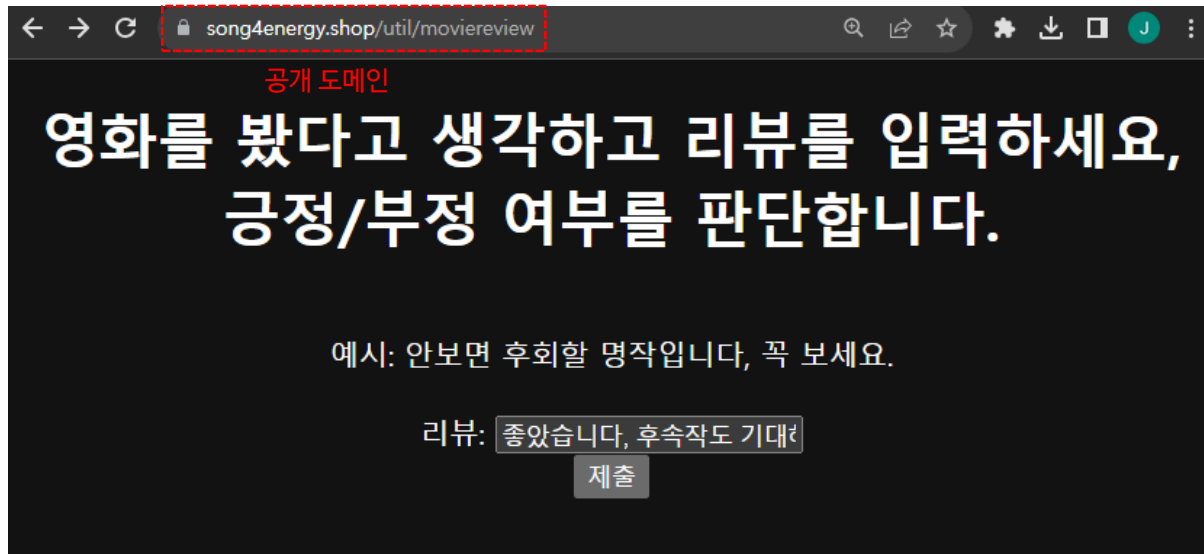 song4energy.shop/util/moviereview
J
공개 도메인
영화를 봤다고 생각하고 리뷰를 입력하세요,
긍정/부정 여부를 판단합니다.
예시: 안보면 후회할 명작입니다, 꼭 보세요.
리뷰: 좋았습니다, 후속작도
제출